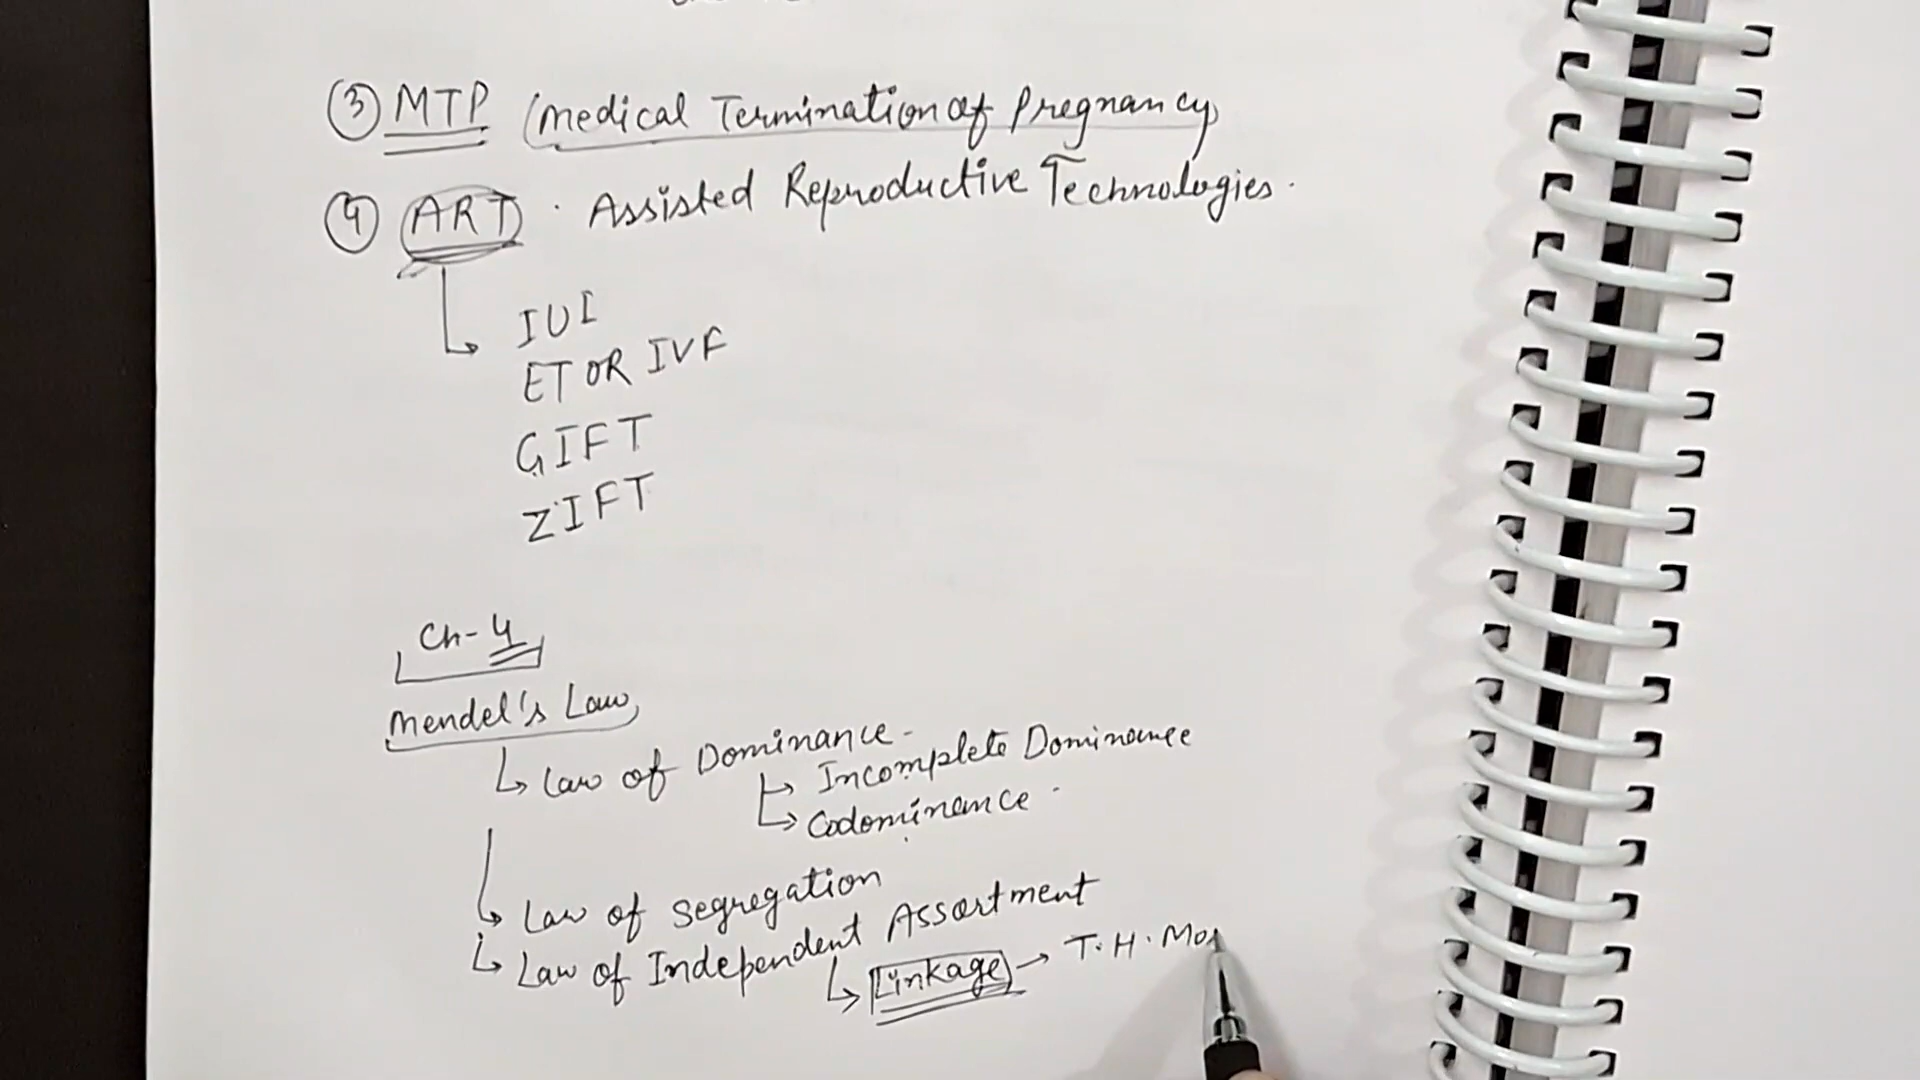 ③ MTP (Medical Termination of Pregnancy)
④ ART. Assisted Reproductive Technologies.
IUI
ET OR IVF
GIFT
ZIFT
Ch-4
Mendel's Law
↳ Law of Dominance -
→ Incomplete Dominance
→ Codominance.
↳ Law of segregation
↳ Law of Independent Assortment
↳ Linkage → T.H.Mo